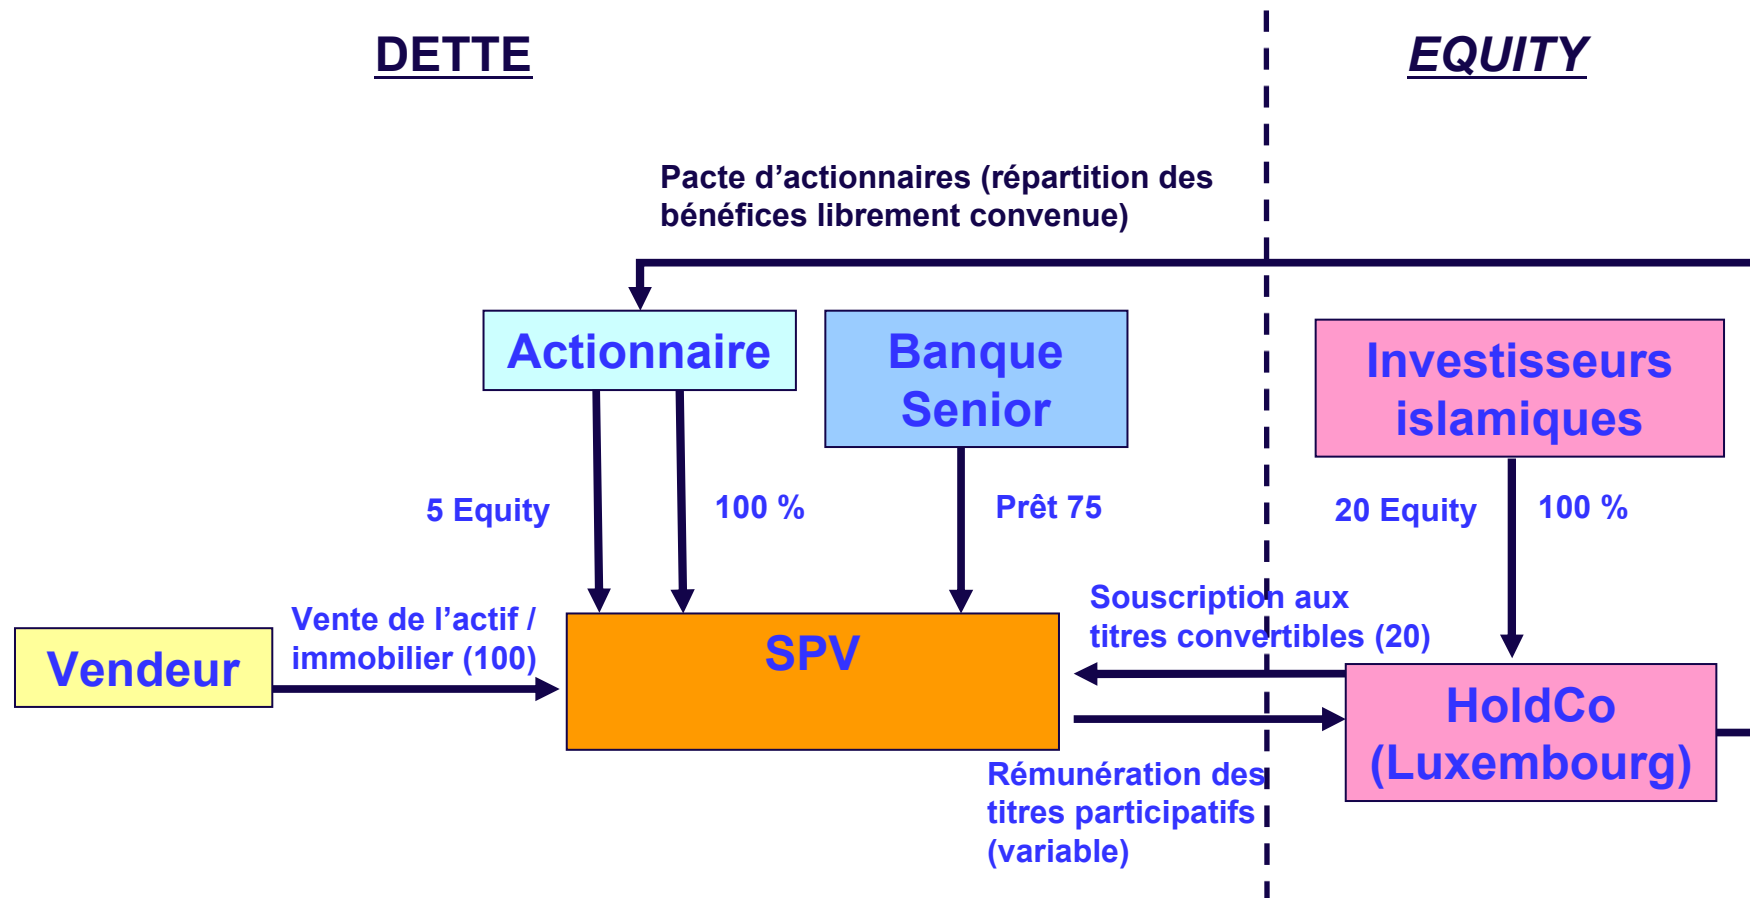 DETTE
EQUITY
Pacte d’actionnaires (répartition des
bénéfices librement convenue)
Actionnaire
Banque
Senior
Investisseurs
islamiques
5 Equity
100 %
Prêt 75
20 Equity
100 %
Vente de l’actif /
immobilier (100)
Souscription aux
titres convertibles (20)
Vendeur
SPV
HoldCo
(Luxembourg)
Rémunération des
titres participatifs
(variable)